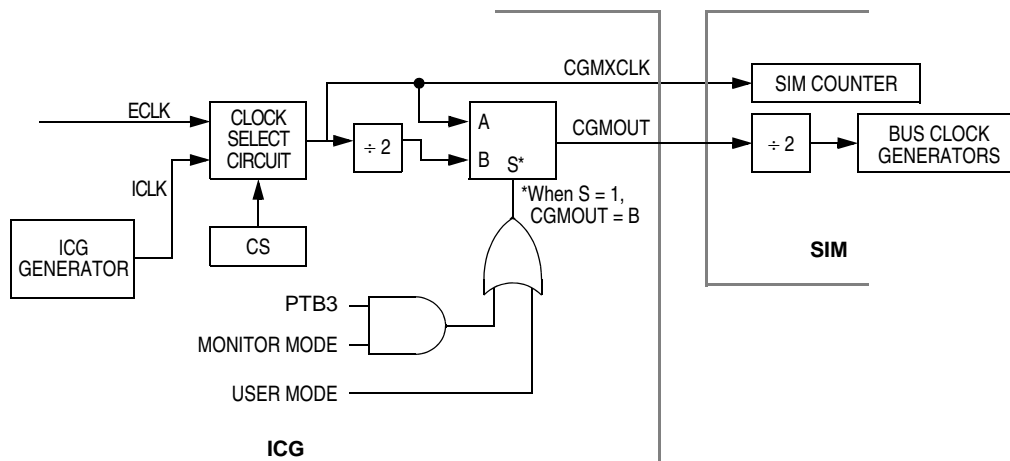 CGMXCLK
SIM COUNTER
ECLK
CLOCK
SELECT
CIRCUIT
A
CGMOUT
BUS CLOCK
GENERATORS
÷ 2
÷ 2
B
S*
ICLK
*When S = 1,
CGMOUT = B
ICG
GENERATOR
CS
SIM
PTB3
MONITOR MODE
USER MODE
ICG